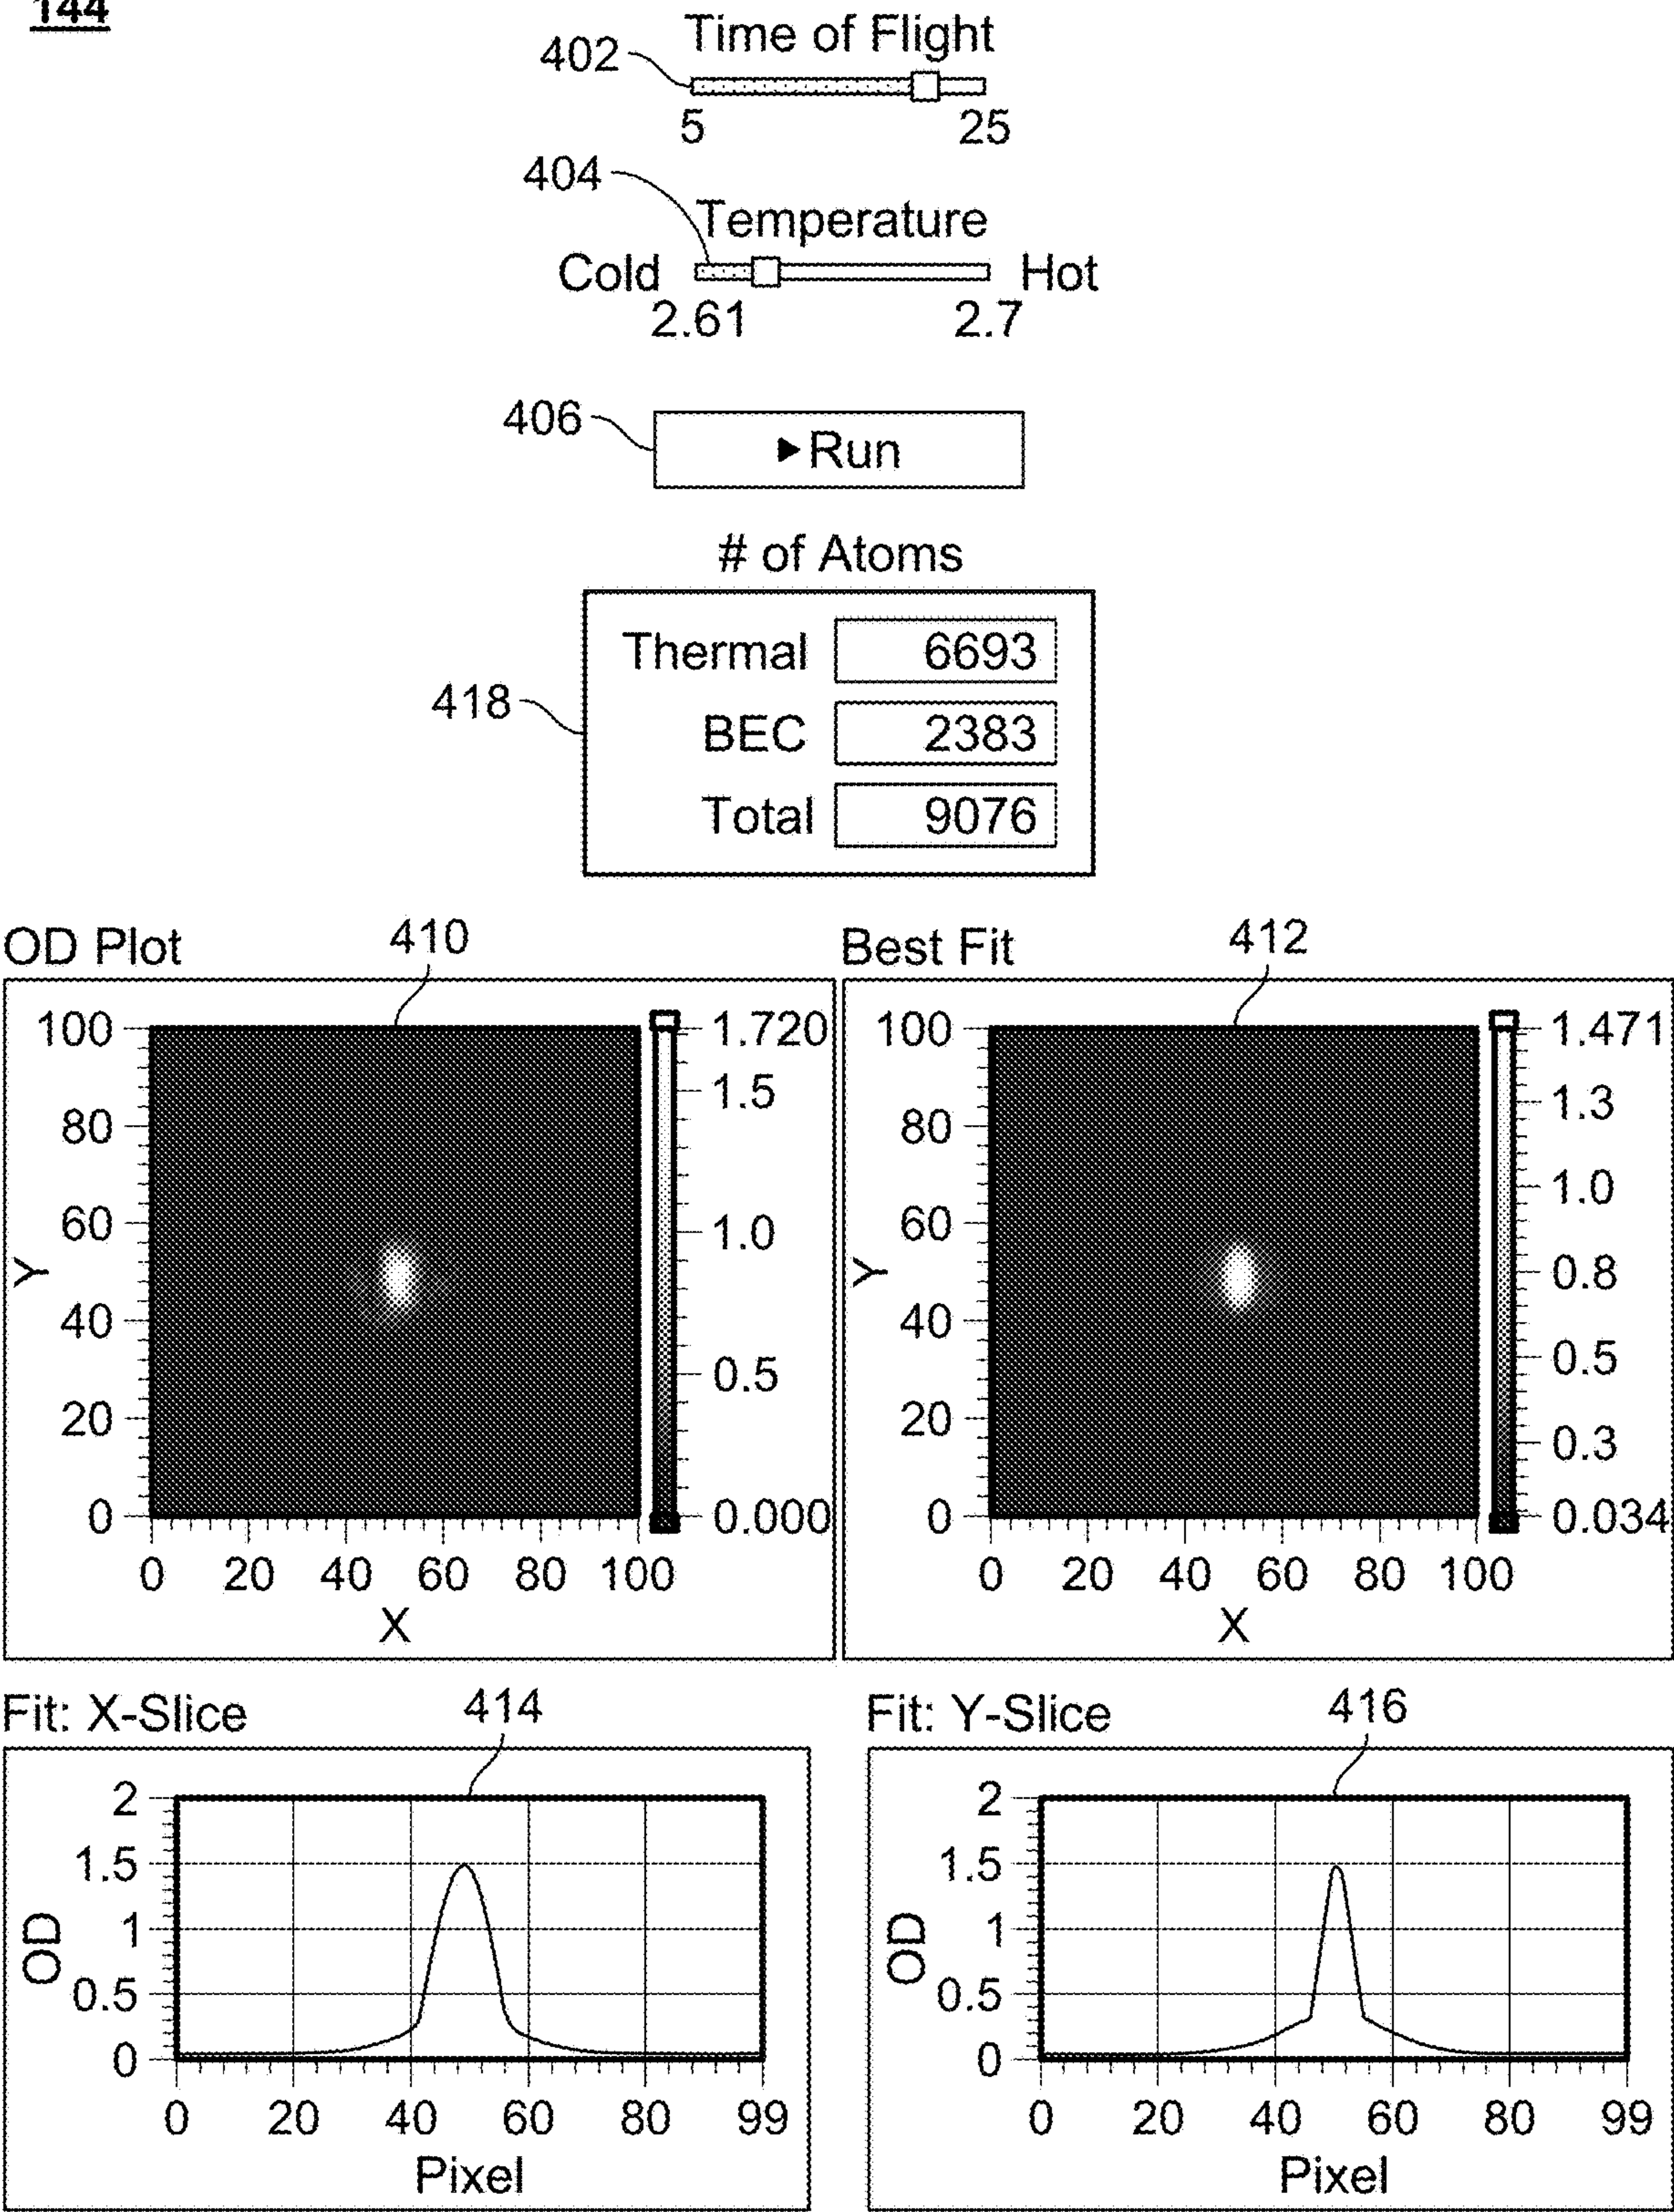 144
Time of Flight
402
5 25
404
Temperature
Cold Hot
2.61 2.7
406
▶Run
# of Atoms
Thermal 6693
418
BEC 2383
Total 9076
OD Plot 410
100
80
60
40
20
0
Y
0 20 40 60 80 100
X
1.720
1.5
1.0
0.5
0.000
Best Fit 412
100
80
60
40
20
0
Y
0 20 40 60 80 100
X
1.471
1.3
1.0
0.8
0.5
0.3
0.034
Fit: X-Slice 414
2
1.5
1
0.5
0
OD
0 20 40 60 80 99
Pixel
Fit: Y-Slice 416
2
1.5
1
0.5
0
OD
0 20 40 60 80 99
Pixel